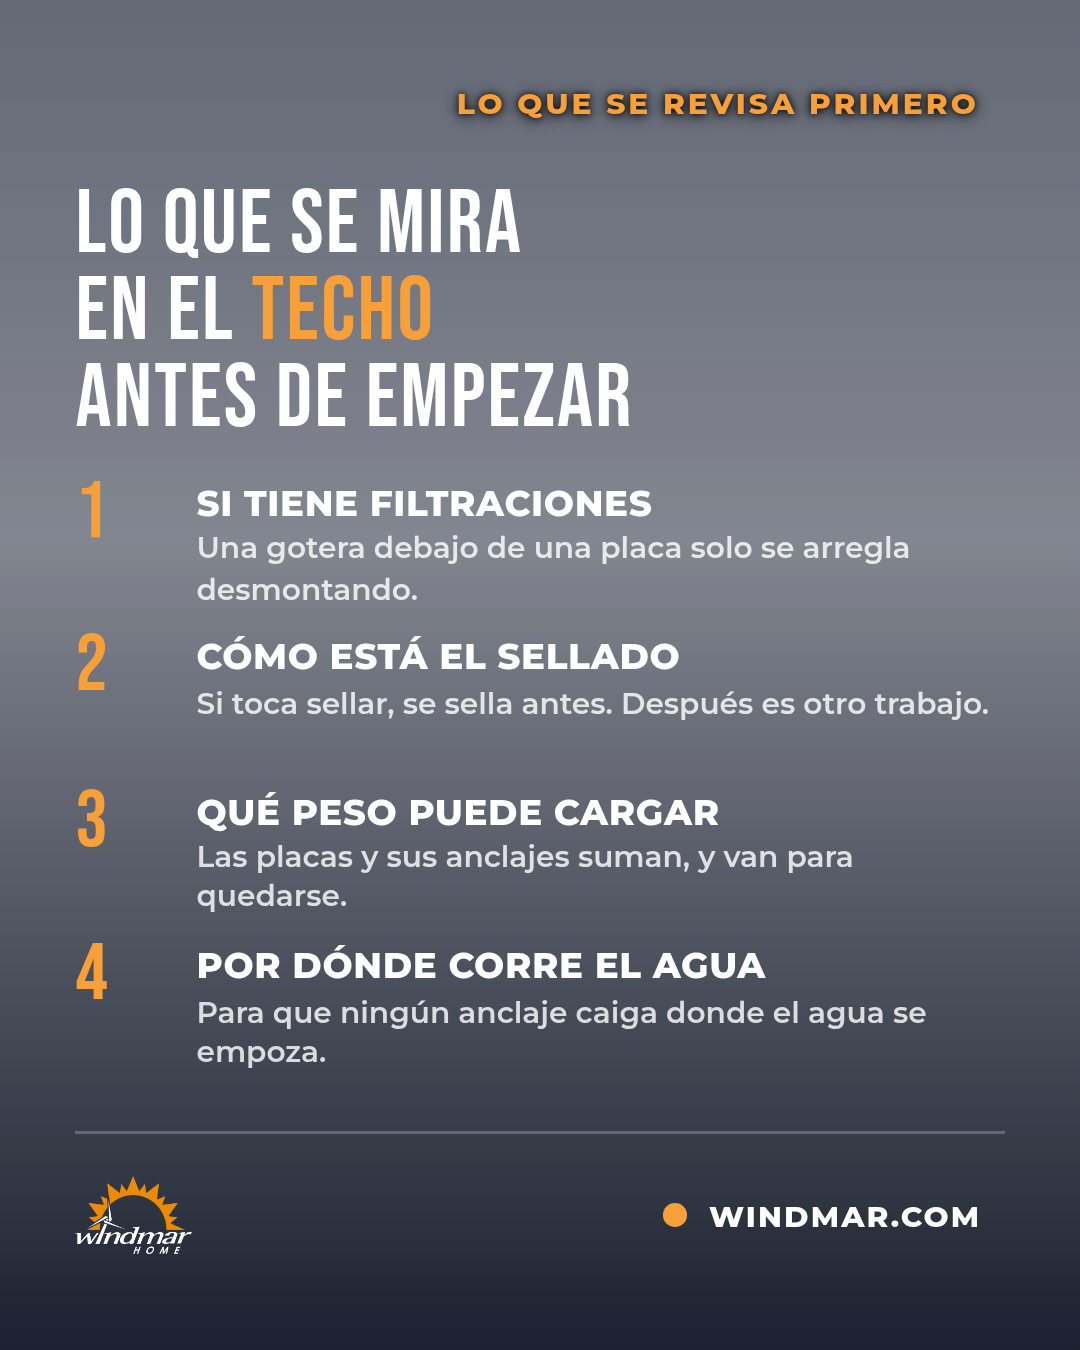 LO QUE SE REVISA PRIMERO
LO QUE SE MIRA
EN EL TECHO
ANTES DE EMPEZAR
1
SI TIENE FILTRACIONES
Una gotera debajo de una placa solo se arregla
desmontando.
2
CÓMO ESTÁ EL SELLADO
Si toca sellar, se sella antes. Después es otro trabajo.
3
QUÉ PESO PUEDE CARGAR
Las placas y sus anclajes suman, y van para
quedarse.
4
POR DÓNDE CORRE EL AGUA
Para que ningún anclaje caiga donde el agua se
empoza.
windmar
HOME
WINDMAR.COM